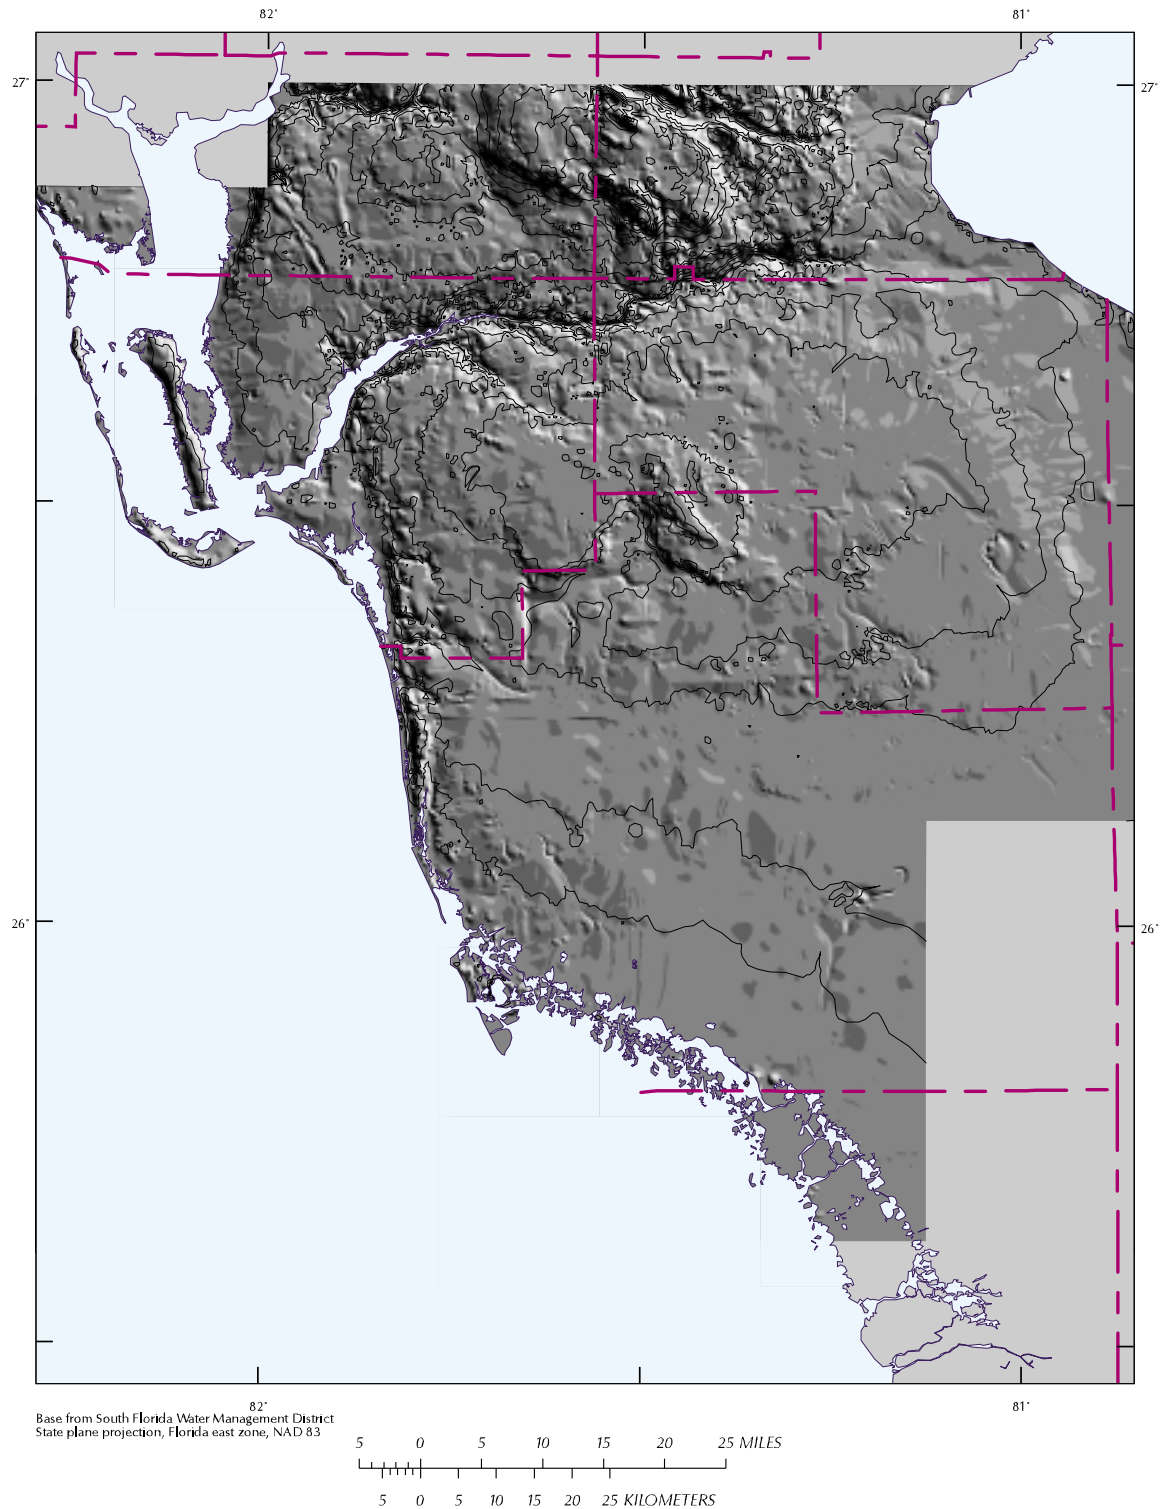 82°
81°
27°
27°
26°
26°
82°
81°
Base from South Florida Water Management District
State plane projection, Florida east zone, NAD 83
5 0 5 10 15 20 25 MILES
5 0 5 10 15 20 25 KILOMETERS